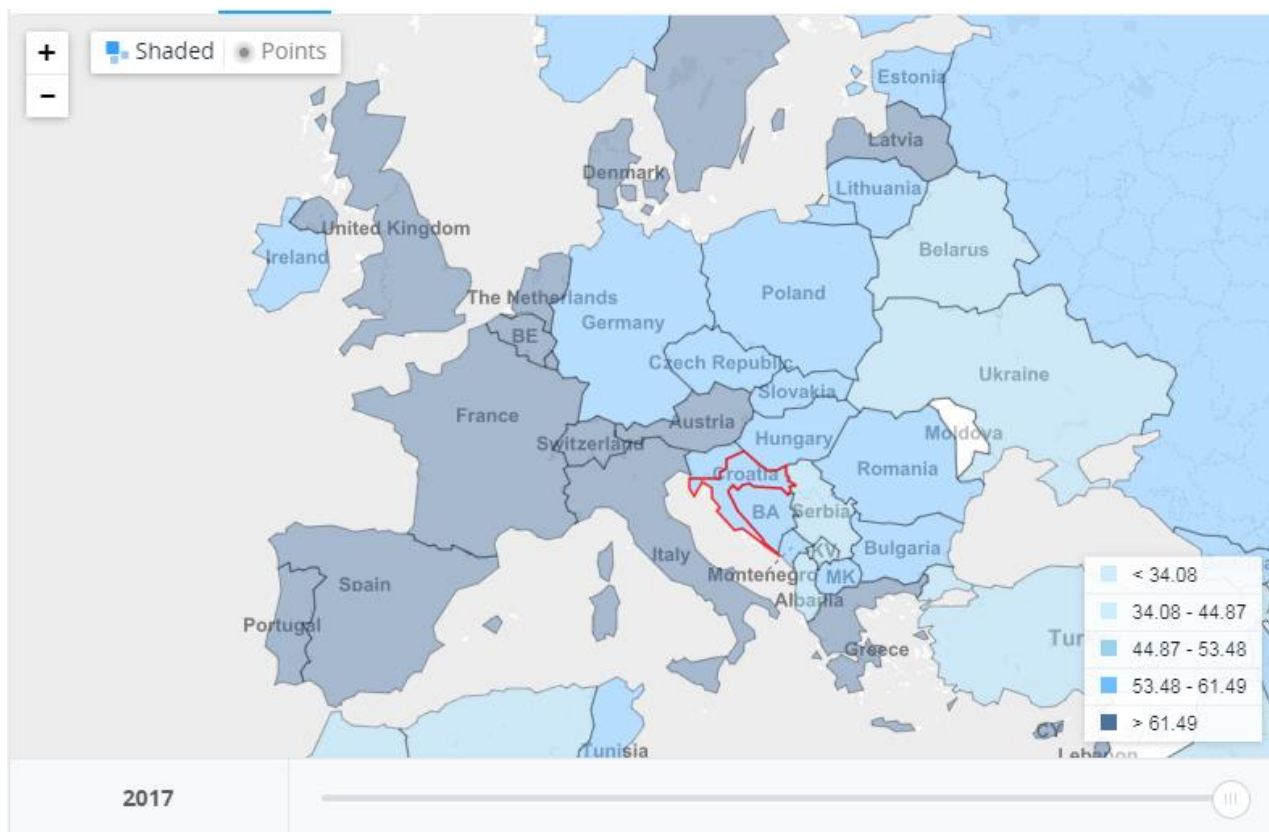 +
Shaded
Points
−
Estonia
Latvia
Denmark
Lithuania
United Kingdom
Ireland
Belarus
The Netherlands
Poland
Germany
BE
Czech Republic
Ukraine
Slovakia
France
Austria
Switzerland
Hungary
Moldova
Croatia
Romania
BA
Serbia
Italy
KV
Bulgaria
Montenegro
MK
Spain
Albania
Portugal
Greece
CY
Tunisia
Lebanon
< 34.08
34.08 - 44.87
44.87 - 53.48
53.48 - 61.49
> 61.49
2017